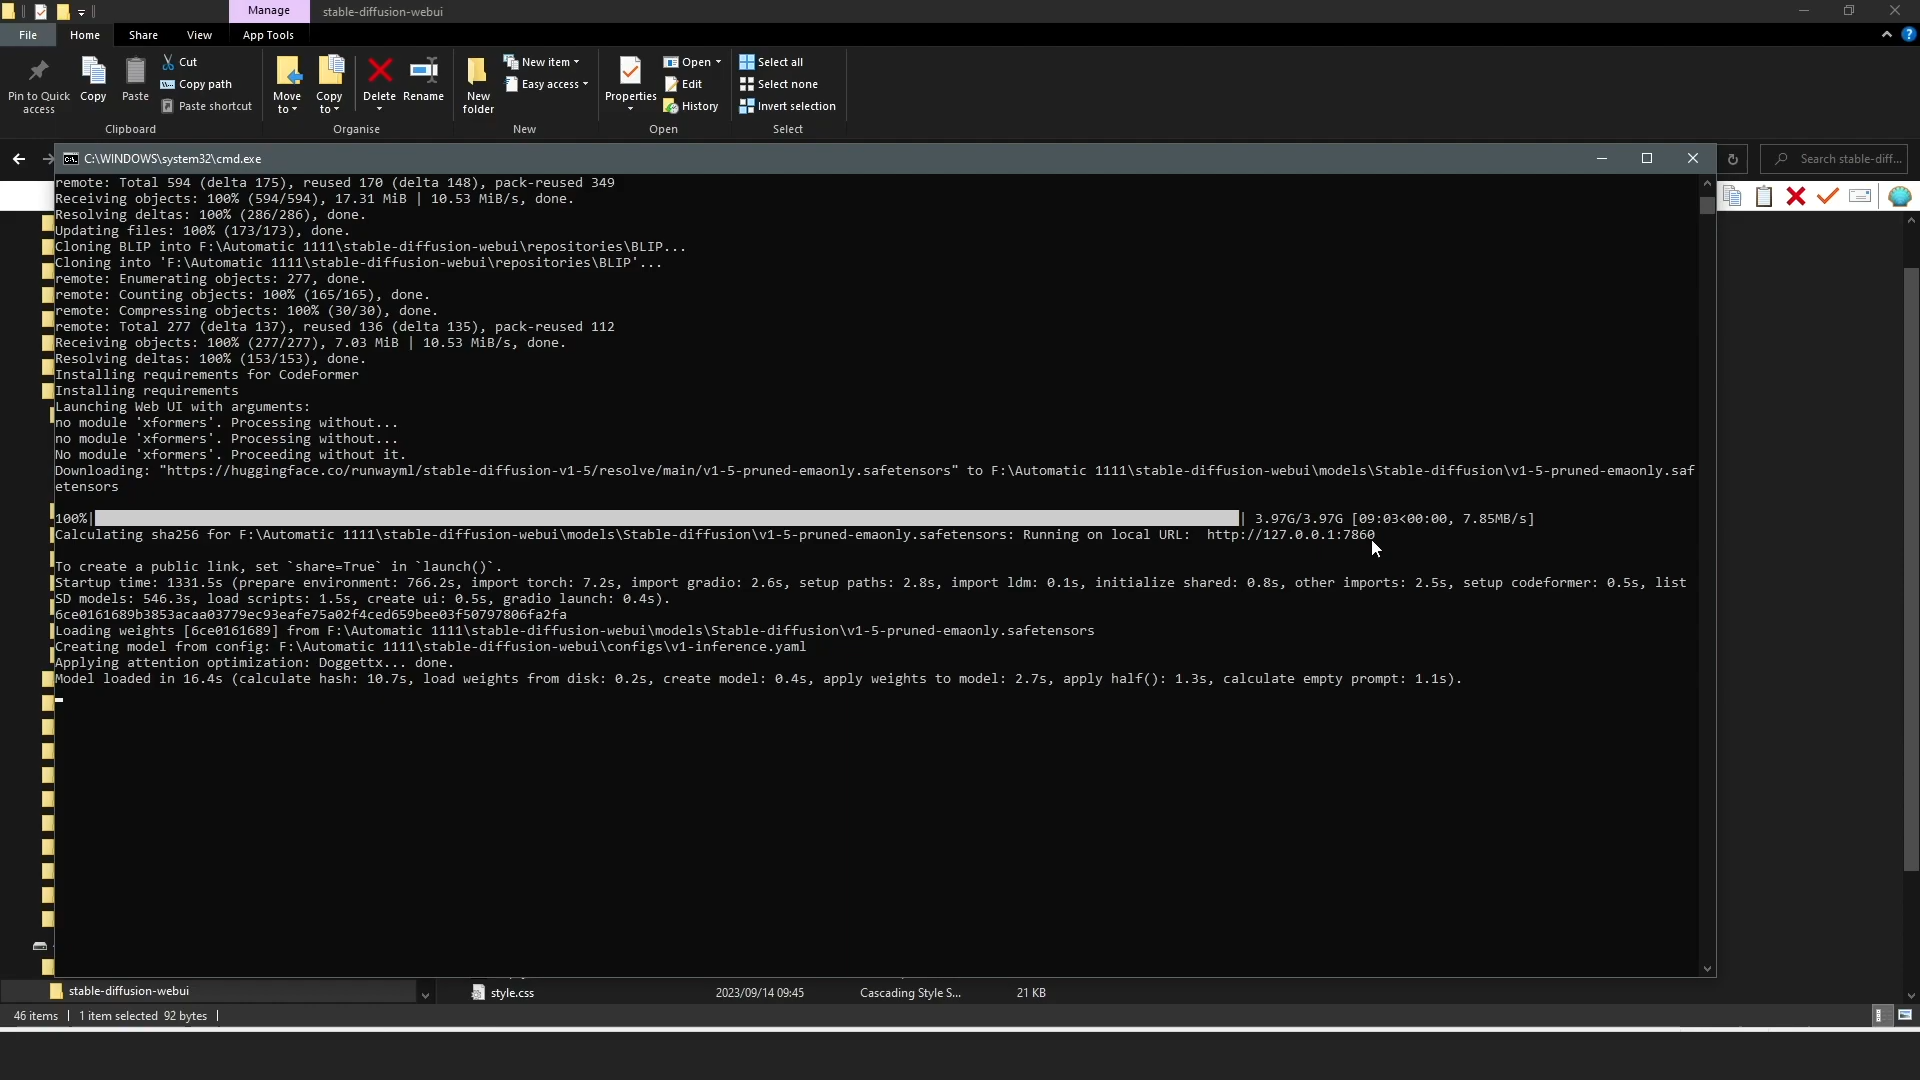 Manage
stable-diffusion-webui
File
Home
Share
View
App Tools
Pin to Quick access
Copy
Paste
Cut
Copy path
Paste shortcut
Clipboard
Move to
Copy to
Delete
Rename
Organise
New folder
New item
Easy access
New
Properties
Open
Edit
History
Open
Select all
Select none
Invert selection
Select
C:\WINDOWS\system32\cmd.exe
Search stable-diff...
remote: Total 594 (delta 175), reused 170 (delta 148), pack-reused 349
Receiving objects: 100% (594/594), 17.31 MiB | 10.53 MiB/s, done.
Resolving deltas: 100% (286/286), done.
Updating files: 100% (173/173), done.
Cloning BLIP into F:\Automatic 1111\stable-diffusion-webui\repositories\BLIP...
Cloning into 'F:\Automatic 1111\stable-diffusion-webui\repositories\BLIP'...
remote: Enumerating objects: 277, done.
remote: Counting objects: 100% (165/165), done.
remote: Compressing objects: 100% (30/30), done.
remote: Total 277 (delta 137), reused 136 (delta 135), pack-reused 112
Receiving objects: 100% (277/277), 7.03 MiB | 10.53 MiB/s, done.
Resolving deltas: 100% (153/153), done.
Installing requirements for CodeFormer
Installing requirements
Launching Web UI with arguments:
no module 'xformers'. Processing without...
no module 'xformers'. Processing without...
No module 'xformers'. Proceeding without it.
Downloading: "https://huggingface.co/runwayml/stable-diffusion-v1-5/resolve/main/v1-5-pruned-emaonly.safetensors" to F:\Automatic 1111\stable-diffusion-webui\models\Stable-diffusion\v1-5-pruned-emaonly.saf
etensors
100%| | 3.97G/3.97G [09:03<00:00, 7.85MB/s]
Calculating sha256 for F:\Automatic 1111\stable-diffusion-webui\models\Stable-diffusion\v1-5-pruned-emaonly.safetensors: Running on local URL:  http://127.0.0.1:7860
To create a public link, set `share=True` in `launch()`.
Startup time: 1331.5s (prepare environment: 766.2s, import torch: 7.2s, import gradio: 2.6s, setup paths: 2.8s, import ldm: 0.1s, initialize shared: 0.8s, other imports: 2.5s, setup codeformer: 0.5s, list
SD models: 546.3s, load scripts: 1.5s, create ui: 0.5s, gradio launch: 0.4s).
6ce0161689b3853acaa03779ec93eafe75a02f4ced659bee03f50797806fa2fa
Loading weights [6ce0161689] from F:\Automatic 1111\stable-diffusion-webui\models\Stable-diffusion\v1-5-pruned-emaonly.safetensors
Creating model from config: F:\Automatic 1111\stable-diffusion-webui\configs\v1-inference.yaml
Applying attention optimization: Doggettx... done.
Model loaded in 16.4s (calculate hash: 10.7s, load weights from disk: 0.2s, create model: 0.4s, apply weights to model: 2.7s, apply half(): 1.3s, calculate empty prompt: 1.1s).
stable-diffusion-webui
style.css
2023/09/14 09:45
Cascading Style S...
21 KB
46 items
1 item selected 92 bytes